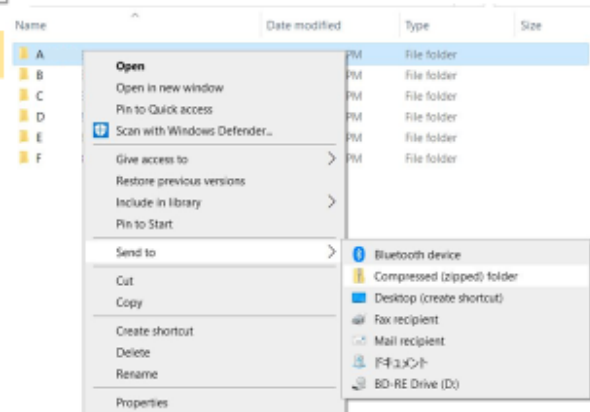 Name Date modified Type Size
A PM File folder
B PM File folder
C PM File folder
D PM File folder
E PM File folder
F PM File folder
Open
Open in new window
Pin to Quick access
Scan with Windows Defender...
Give access to
Restore previous versions
Include in library
Pin to Start
Send to
Cut
Copy
Create shortcut
Delete
Rename
Properties
Bluetooth device
Compressed (zipped) folder
Desktop (create shortcut)
Fax recipient
Mail recipient
ドキュメント
BD-RE Drive (D:)